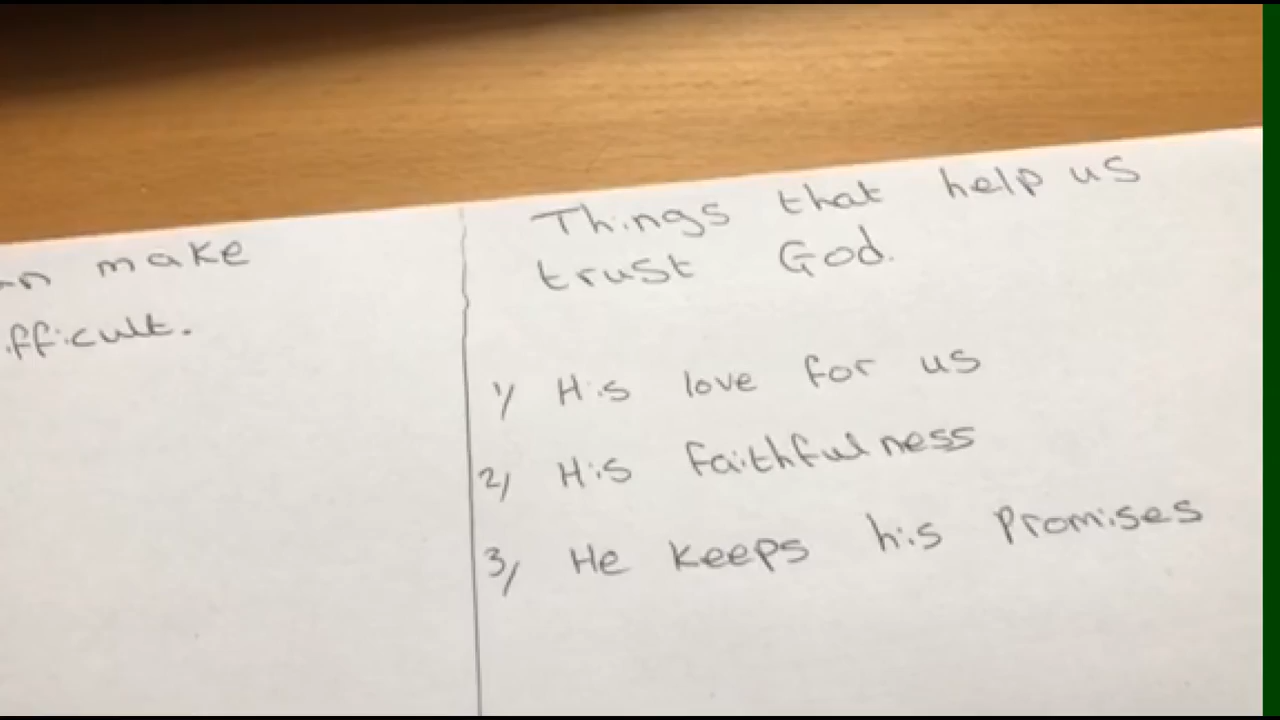 make
Things that help us
trust God.
1) His love for us
2) His faithfulness
3) He keeps his Promises